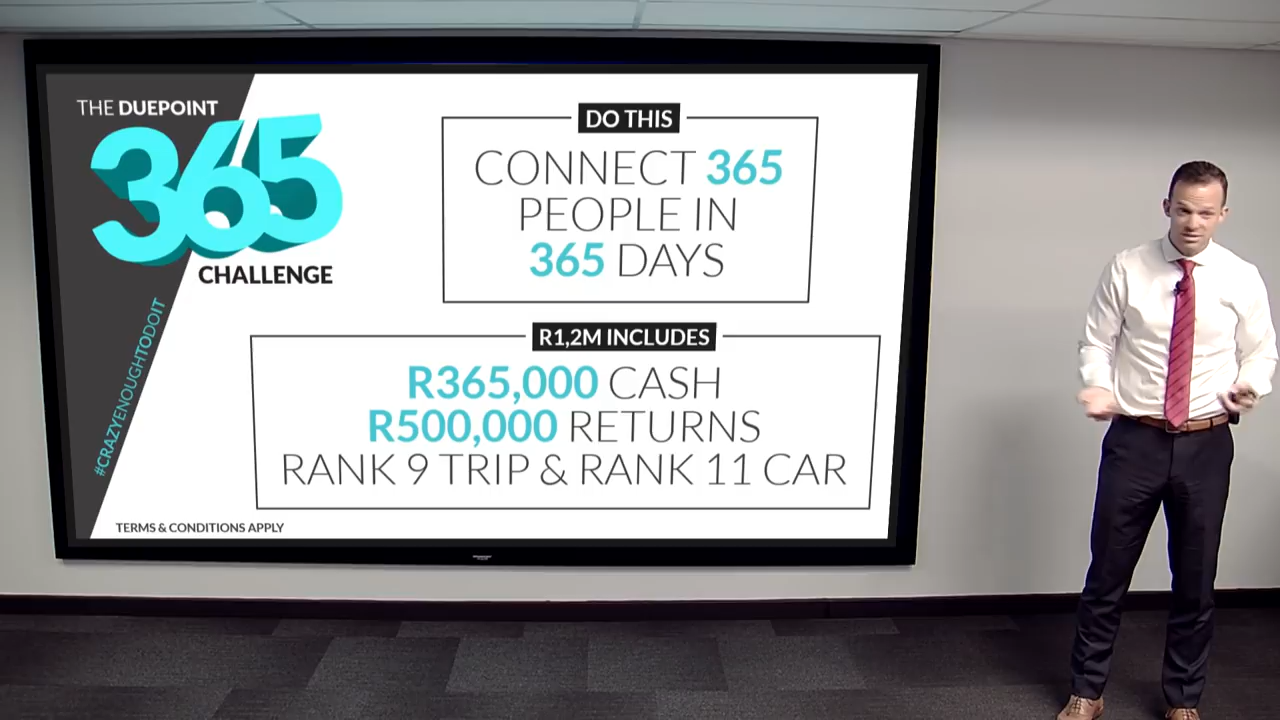 THE DUEPOINT
365
CHALLENGE
#CRAZYENOUGHTODOIT
DO THIS
CONNECT 365
PEOPLE IN
365 DAYS
R1,2M INCLUDES
R365,000 CASH
R500,000 RETURNS
RANK 9 TRIP & RANK 11 CAR
TERMS & CONDITIONS APPLY